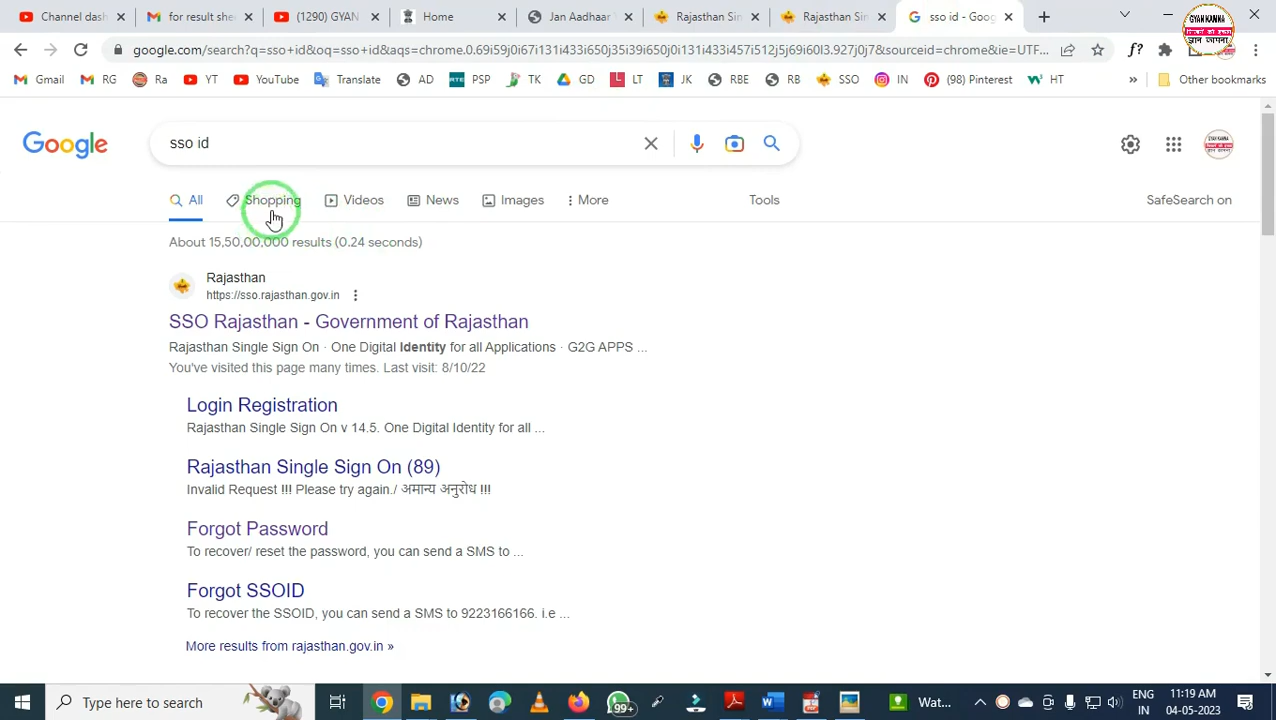 Channel dash
for result she
(1290) GYAN
Home
Jan Aadhaar
Rajasthan Sin
Rajasthan Sin
sso id - Goog
google.com/search?q=sso+id&oq=sso+id&aqs=chrome.0.69i59j0i67i131i433i650j35i39i650j0i131i433i457i512j5j69i60l3.927j0j7&sourceid=chrome&ie=UTF...
Gmail RG Ra YT YouTube Translate AD PSP TK GD LT JK RBE RB SSO IN (98) Pinterest HT » Other bookmarks
GYAN KAMNA
ज्ञान कामना
Google
sso id
All Shopping Videos News Images More Tools SafeSearch on
About 15,50,00,000 results (0.24 seconds)
Rajasthan
https://sso.rajasthan.gov.in
SSO Rajasthan - Government of Rajasthan
Rajasthan Single Sign On · One Digital Identity for all Applications · G2G APPS ...
You've visited this page many times. Last visit: 8/10/22
Login Registration
Rajasthan Single Sign On v 14.5. One Digital Identity for all ...
Rajasthan Single Sign On (89)
Invalid Request !!! Please try again./ अमान्य अनुरोध !!!
Forgot Password
To recover/ reset the password, you can send a SMS to ...
Forgot SSOID
To recover the SSOID, you can send a SMS to 9223166166. i.e ...
More results from rajasthan.gov.in »
Type here to search
99+
Wat...
ENG
IN
11:19 AM
04-05-2023